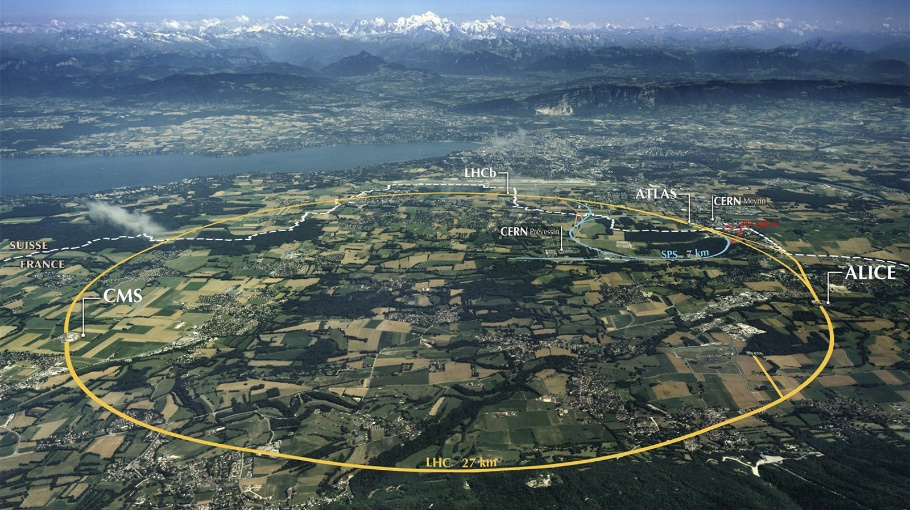 LHCb
ATLAS
CERN Meyrin
CERN Prévessin
SPS 7 km
SUISSE
FRANCE
ALICE
CMS
LHC 27 km